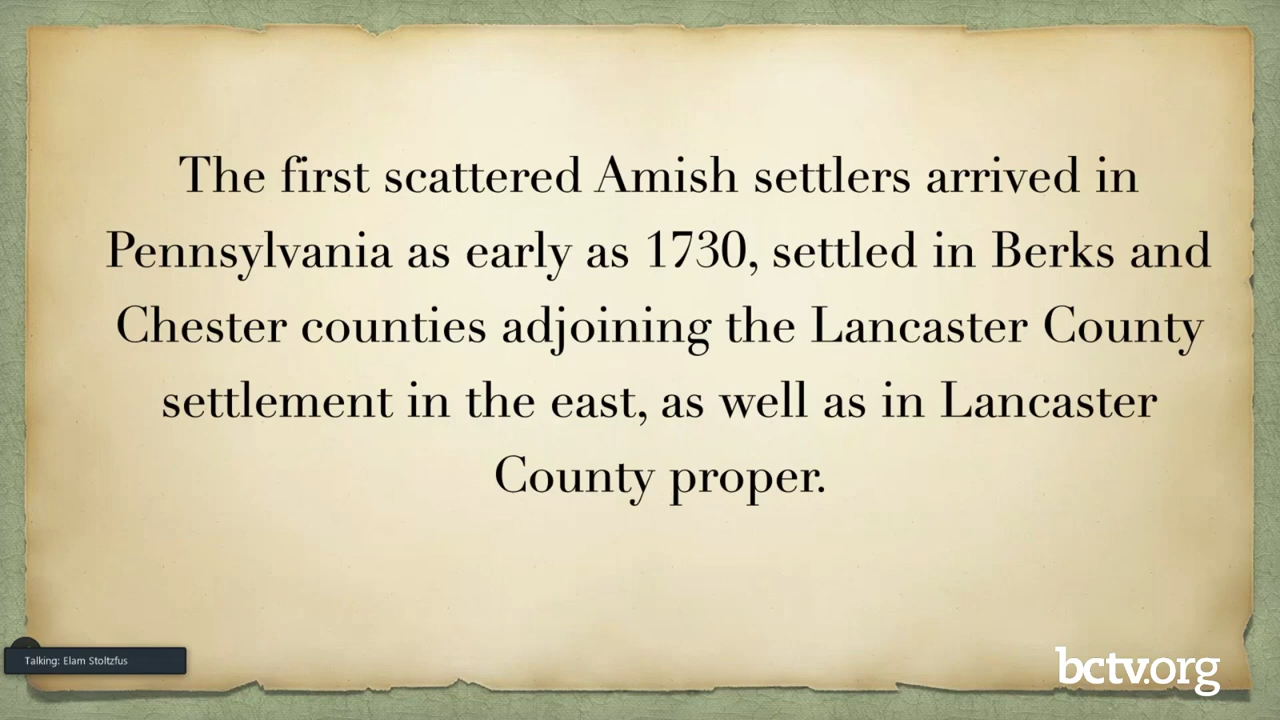 The first scattered Amish settlers arrived in
Pennsylvania as early as 1730, settled in Berks and
Chester counties adjoining the Lancaster County
settlement in the east, as well as in Lancaster
County proper.
Talking: Elam Stoltzfus
bctv.org